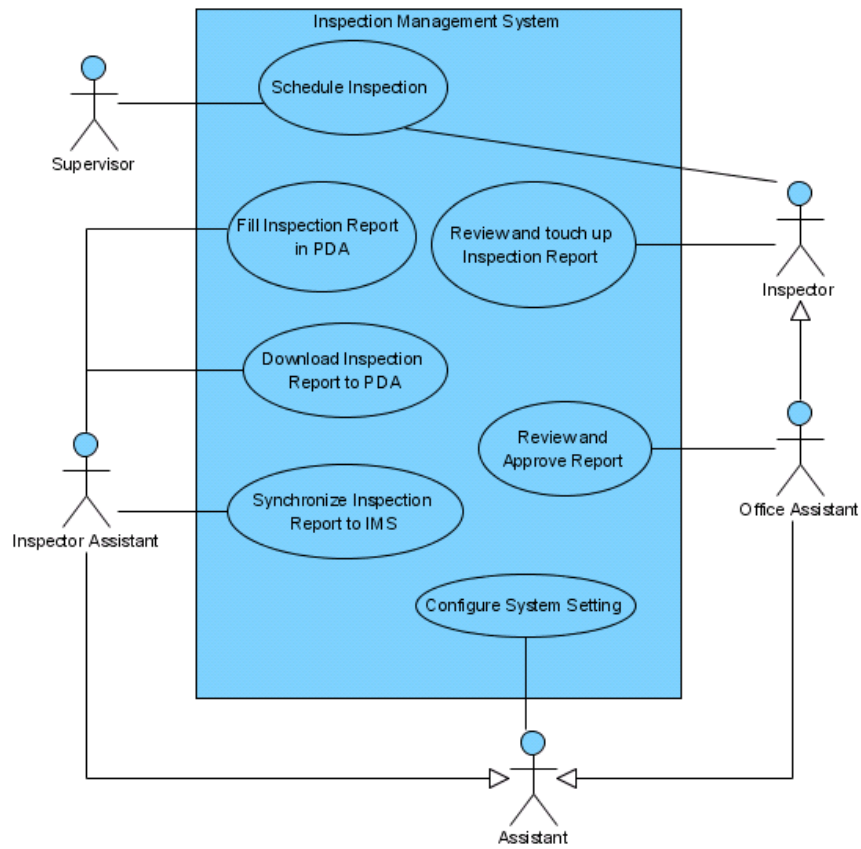 Inspection Management System
Schedule Inspection
Supervisor
Fill Inspection Report
in PDA
Review and touch up
Inspection Report
Inspector
Download Inspection
Report to PDA
Review and
Approve Report
Office Assistant
Synchronize Inspection
Report to IMS
Inspector Assistant
Configure System Setting
Assistant